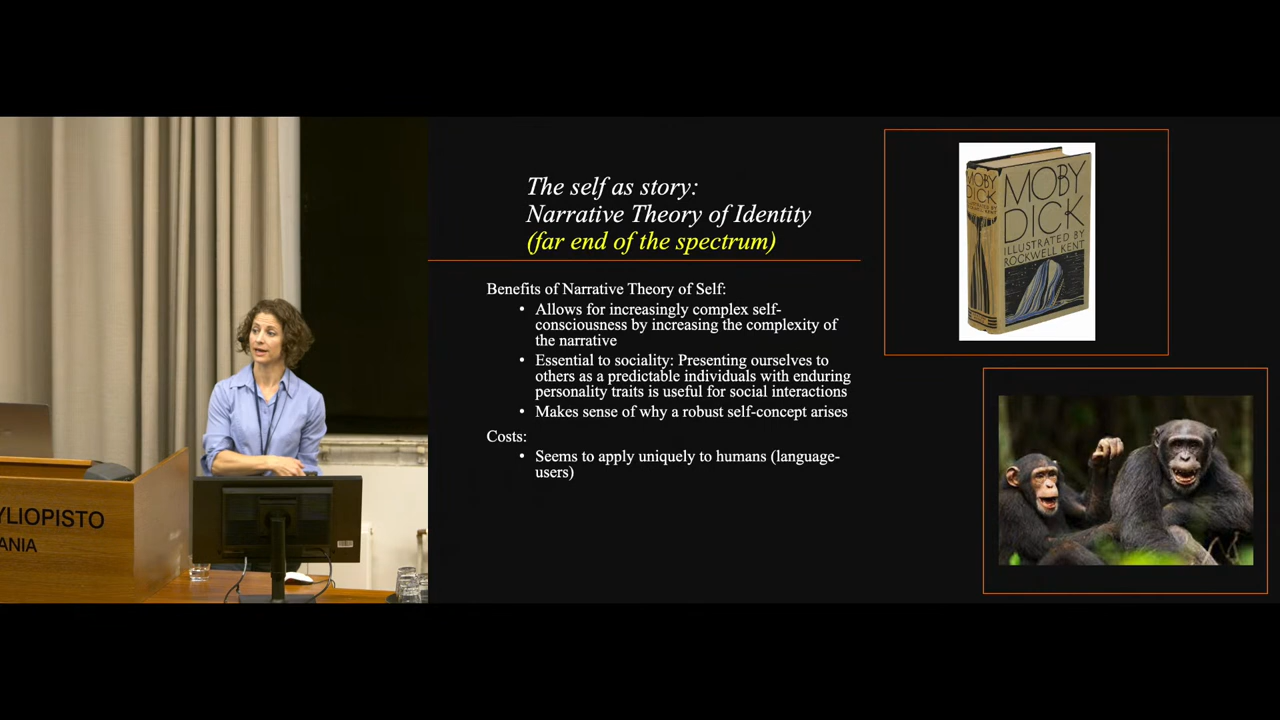 YLIOPISTO
ANIA
The self as story:
Narrative Theory of Identity
(far end of the spectrum)
Benefits of Narrative Theory of Self:
• Allows for increasingly complex self-
consciousness by increasing the complexity of
the narrative
• Essential to sociality: Presenting ourselves to
others as a predictable individuals with enduring
personality traits is useful for social interactions
• Makes sense of why a robust self-concept arises
Costs:
• Seems to apply uniquely to humans (language-
users)
MOBY
DICK
MOBY
DICK
ILLUSTRATED BY
ROCKWELL KENT